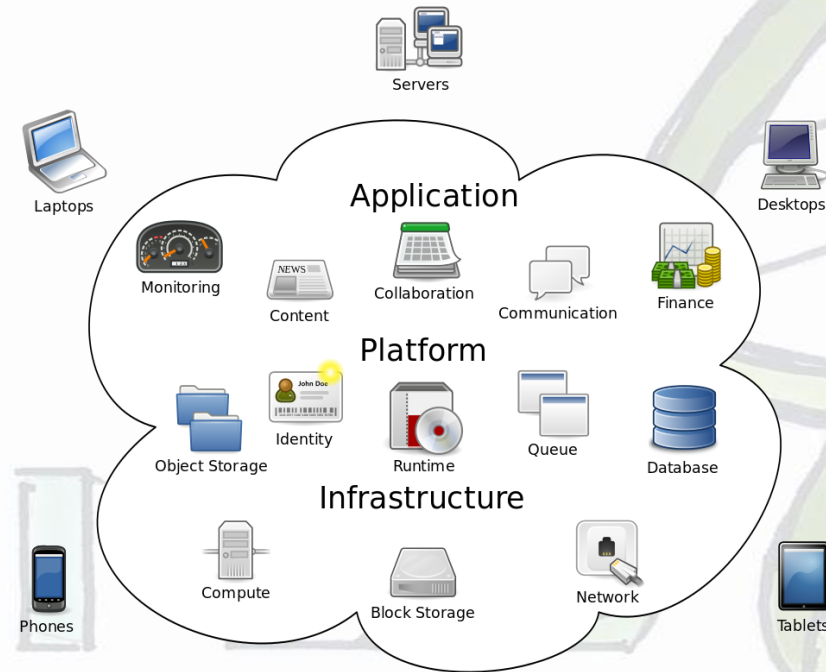 Servers
Laptops
Desktops
Application
Monitoring
Content
NEWS
Collaboration
Communication
Finance
Platform
Object Storage
John Doe
Identity
Runtime
Queue
Database
Infrastructure
Compute
Block Storage
Network
Phones
Tablets